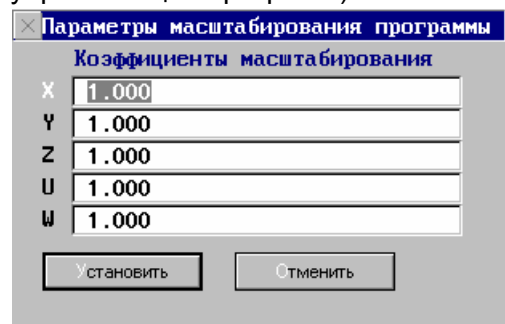 Параметры масштабирования программы
Коэффициенты масштабирования
X 1.000
Y 1.000
Z 1.000
U 1.000
W 1.000
Установить Отменить